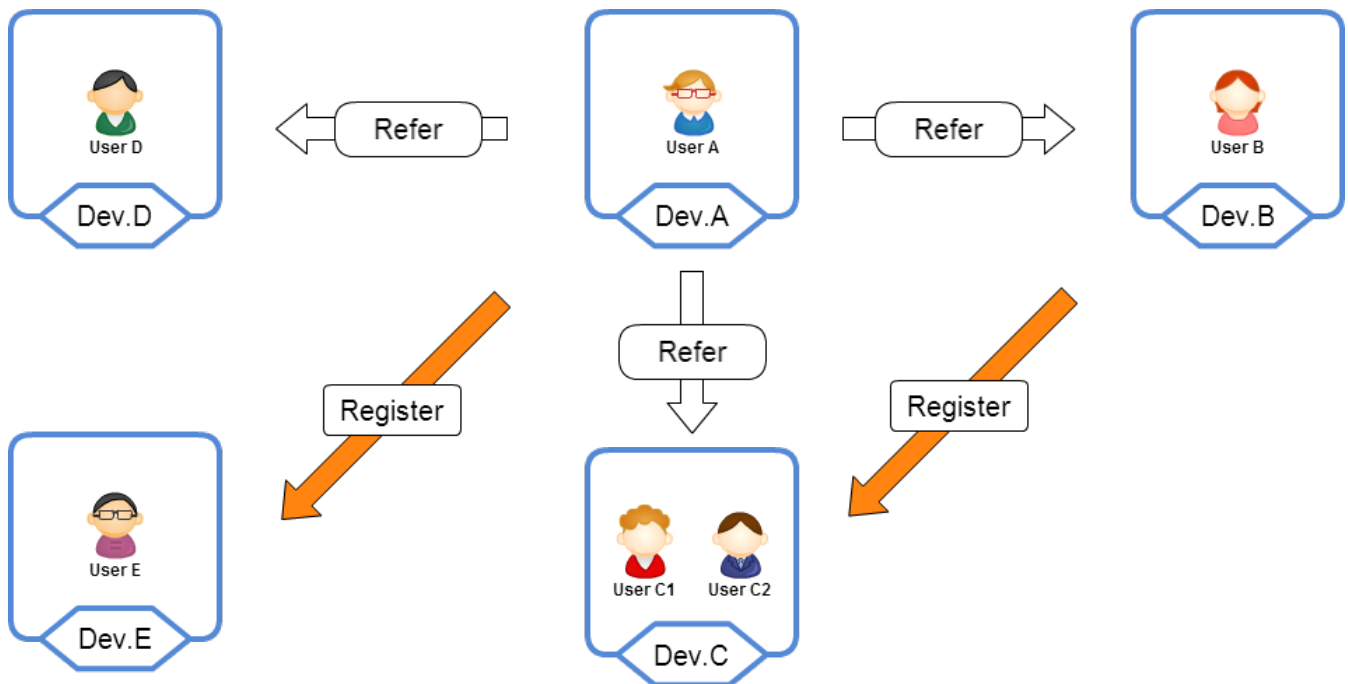 User D
Dev.D
Refer
User A
Dev.A
Refer
User B
Dev.B
Refer
Register
Register
User E
Dev.E
User C1
User C2
Dev.C